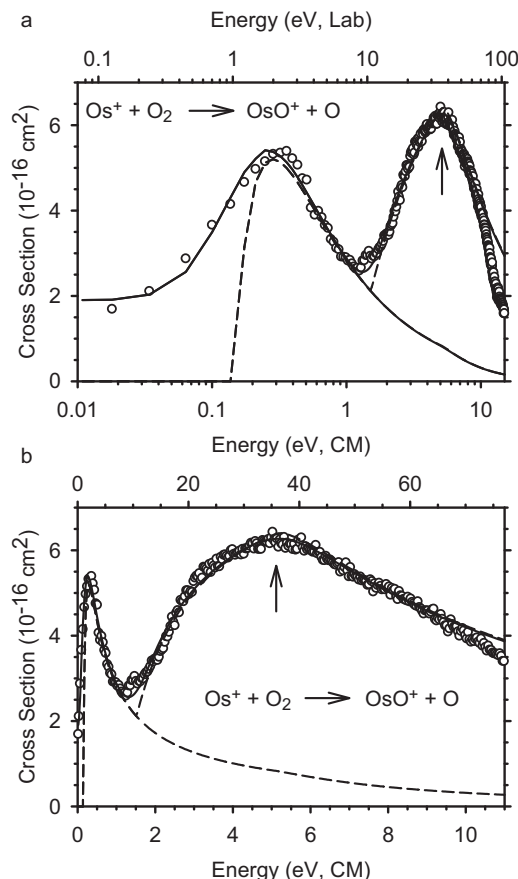 a
Energy (eV, Lab)
0.1 1 10 100
Os⁺ + O₂ → OsO⁺ + O
Cross Section (10⁻¹⁶ cm²)
6
4
2
0
0.01 0.1 1 10
Energy (eV, CM)
b
0 20 40 60
Cross Section (10⁻¹⁶ cm²)
6
4
2
0
Os⁺ + O₂ → OsO⁺ + O
0 2 4 6 8 10
Energy (eV, CM)